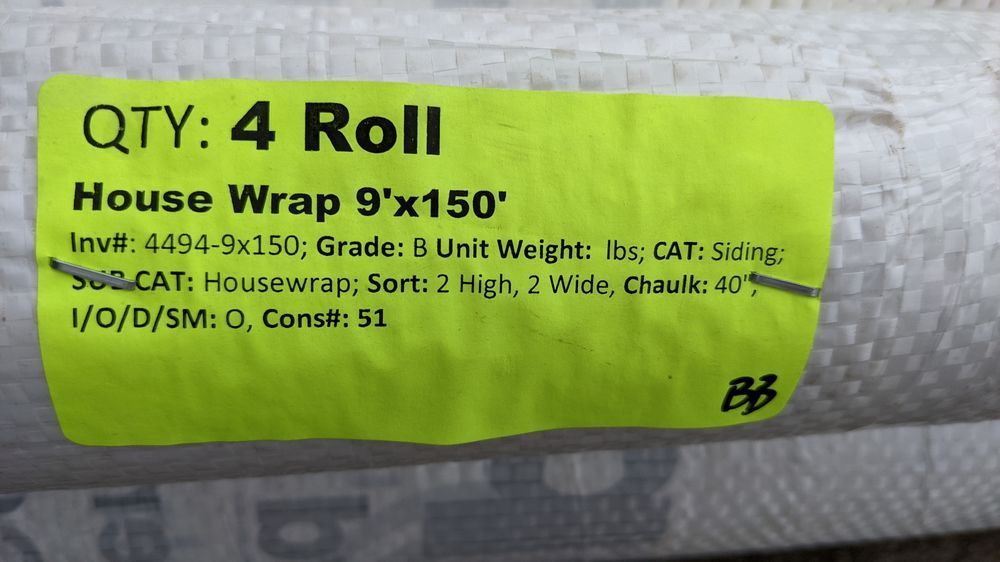 QTY: 4 Roll
House Wrap 9'x150'
Inv#: 4494-9x150; Grade: B Unit Weight:  lbs; CAT: Siding;
SUB CAT: Housewrap; Sort: 2 High, 2 Wide, Chaulk: 40",
I/O/D/SM: O, Cons#: 51
BB